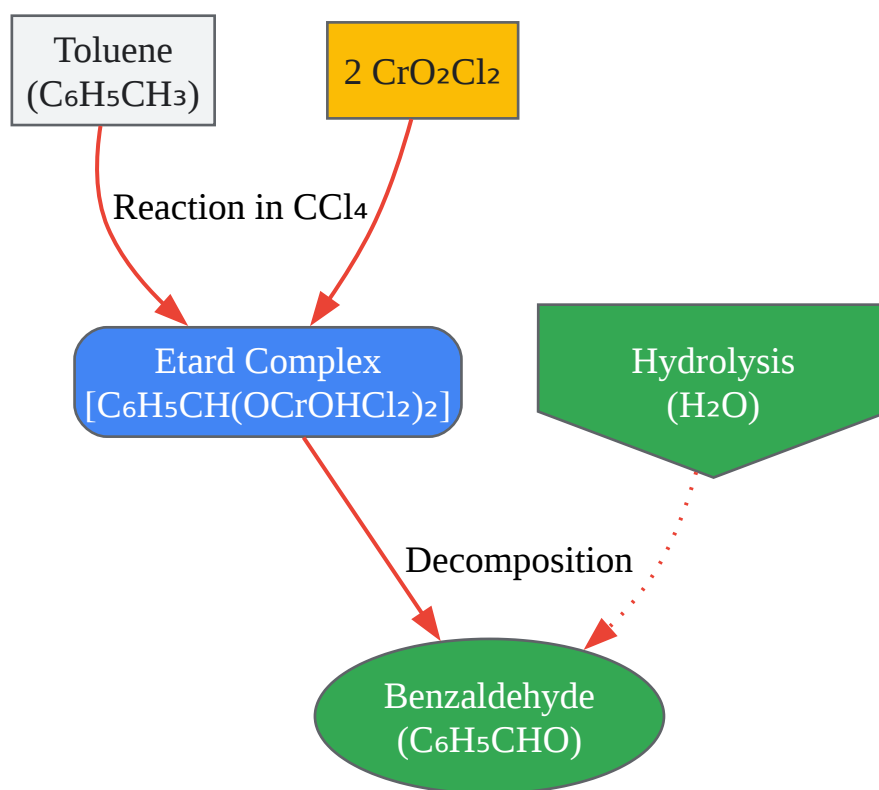 Toluene
(C₆H₅CH₃)
2 CrO₂Cl₂
Reaction in CCl₄
Etard Complex
[C₆H₅CH(OCrOHCl₂)₂]
Hydrolysis
(H₂O)
Decomposition
Benzaldehyde
(C₆H₅CHO)